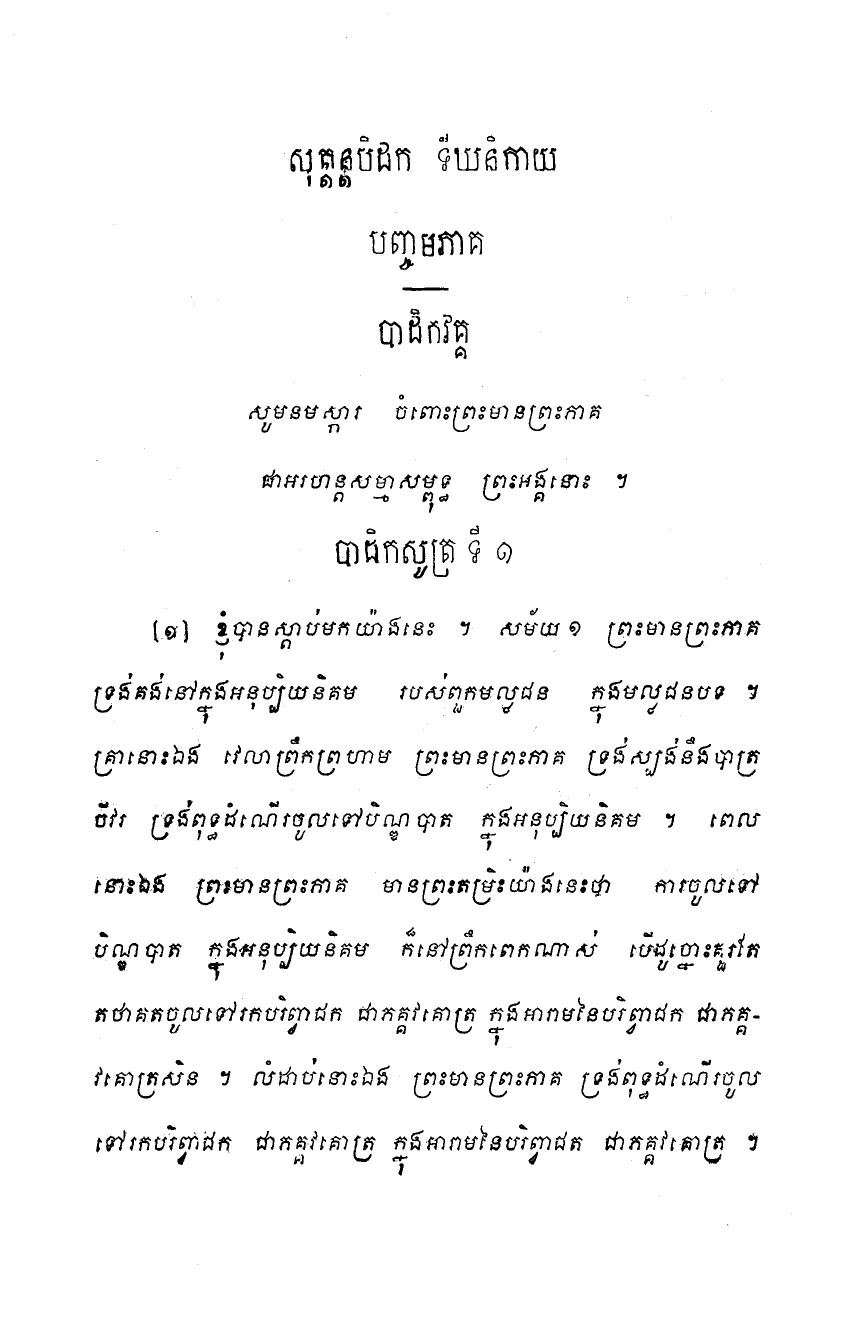 សុត្តន្តបិដក ទីឃនិកាយ
បញ្ចមភាគ
បាដិកវគ្គ
សូមនមស្ការ ចំពោះព្រះមានព្រះភាគ
ជាអរហន្តសម្មាសម្ពុទ្ធ ព្រះអង្គនោះ ។
បាដិកសូត្រ ទី ១
[១] ខ្ញុំបានស្តាប់មកយ៉ាងនេះ ។ សម័យ ១ ព្រះមានព្រះភាគ
ទ្រង់គង់នៅក្នុងអនុប្បិយនិគម របស់ពួកមល្លជន ក្នុងមល្លជនបទ ។
គ្រានោះឯង វេលាព្រឹកព្រហាម ព្រះមានព្រះភាគ ទ្រង់ស្បង់នឹងបាត្រ
ចីវរ ទ្រង់ពុទ្ធដំណើរចូលទៅបិណ្ឌបាត ក្នុងអនុប្បិយនិគម ។ ពេល
នោះឯង ព្រះមានព្រះភាគ មានព្រះតម្រិះយ៉ាងនេះថា ការចូលទៅ
បិណ្ឌបាត ក្នុងអនុប្បិយនិគម ក៏នៅព្រឹកពេកណាស់ បើដូច្នោះគួរតែ
តថាគតចូលទៅរកបរិព្វាជក ជាភគ្គវគោត្រ ក្នុងអារាមនៃបរិព្វាជក ជាភគ្គ-
វគោត្រសិន ។ លំដាប់នោះឯង ព្រះមានព្រះភាគ ទ្រង់ពុទ្ធដំណើរចូល
ទៅរកបរិព្វាជក ជាភគ្គវគោត្រ ក្នុងអារាមនៃបរិព្វាជក ជាភគ្គវគោត្រ ។